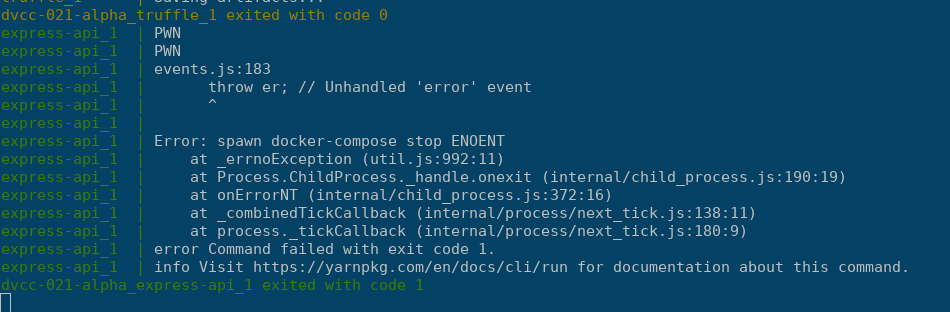 truffle_1 | Saving artifacts...
dvcc-021-alpha_truffle_1 exited with code 0
express-api_1 | PWN
express-api_1 | PWN
express-api_1 | events.js:183
express-api_1 | throw er; // Unhandled 'error' event
express-api_1 | ^
express-api_1 |
express-api_1 | Error: spawn docker-compose stop ENOENT
express-api_1 | at _errnoException (util.js:992:11)
express-api_1 | at Process.ChildProcess._handle.onexit (internal/child_process.js:190:19)
express-api_1 | at onErrorNT (internal/child_process.js:372:16)
express-api_1 | at _combinedTickCallback (internal/process/next_tick.js:138:11)
express-api_1 | at process._tickCallback (internal/process/next_tick.js:180:9)
express-api_1 | error Command failed with exit code 1.
express-api_1 | info Visit https://yarnpkg.com/en/docs/cli/run for documentation about this command.
dvcc-021-alpha_express-api_1 exited with code 1